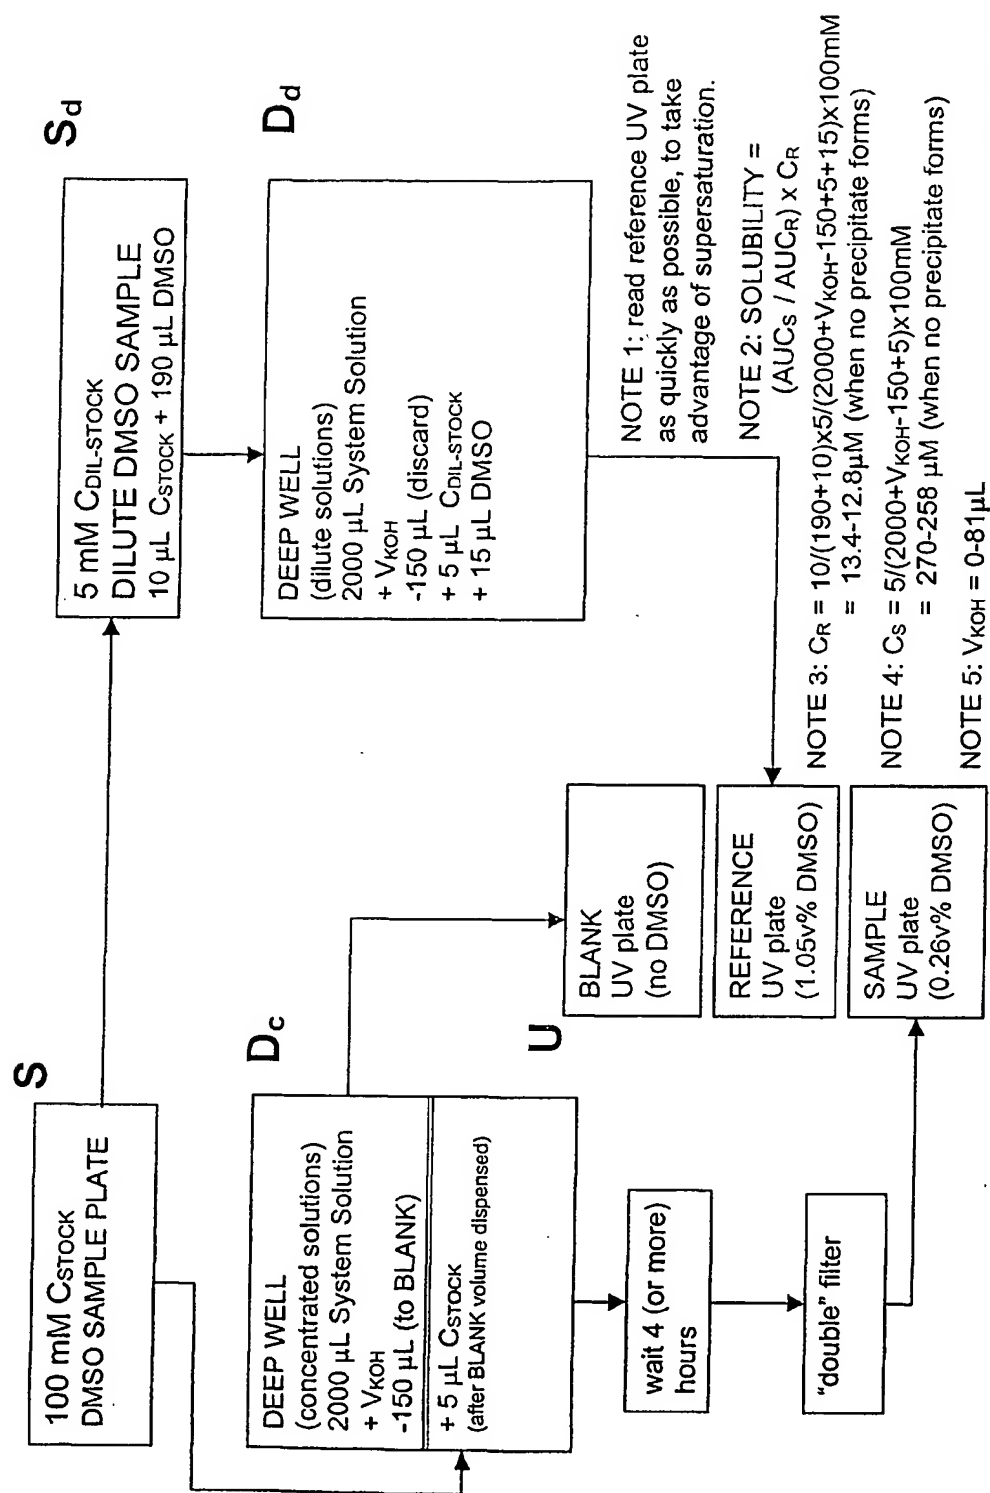 S
100 mM CSTOCK
DMSO SAMPLE PLATE
Sd
5 mM CDIL-STOCK
DILUTE DMSO SAMPLE
10 µL CSTOCK + 190 µL DMSO
Dc
DEEP WELL
(concentrated solutions)
2000 µL System Solution
+ VKOH
-150 µL (to BLANK)
+ 5 µL CSTOCK
(after BLANK volume dispensed)
Dd
DEEP WELL
(dilute solutions)
2000 µL System Solution
+ VKOH
-150 µL (discard)
+ 5 µL CDIL-STOCK
+ 15 µL DMSO
wait 4 (or more)
hours
"double" filter
U
BLANK
UV plate
(no DMSO)
REFERENCE
UV plate
(1.05v% DMSO)
SAMPLE
UV plate
(0.26v% DMSO)
NOTE 1: read reference UV plate
as quickly as possible, to take
advantage of supersaturation.
NOTE 2: SOLUBILITY =
(AUCS / AUCR) x CR
NOTE 3: CR = 10/(190+10)x5/(2000+VKOH-150+5+15)x100mM
= 13.4-12.8µM (when no precipitate forms)
NOTE 4: CS = 5/(2000+VKOH-150+5)x100mM
= 270-258 µM (when no precipitate forms)
NOTE 5: VKOH = 0-81µL